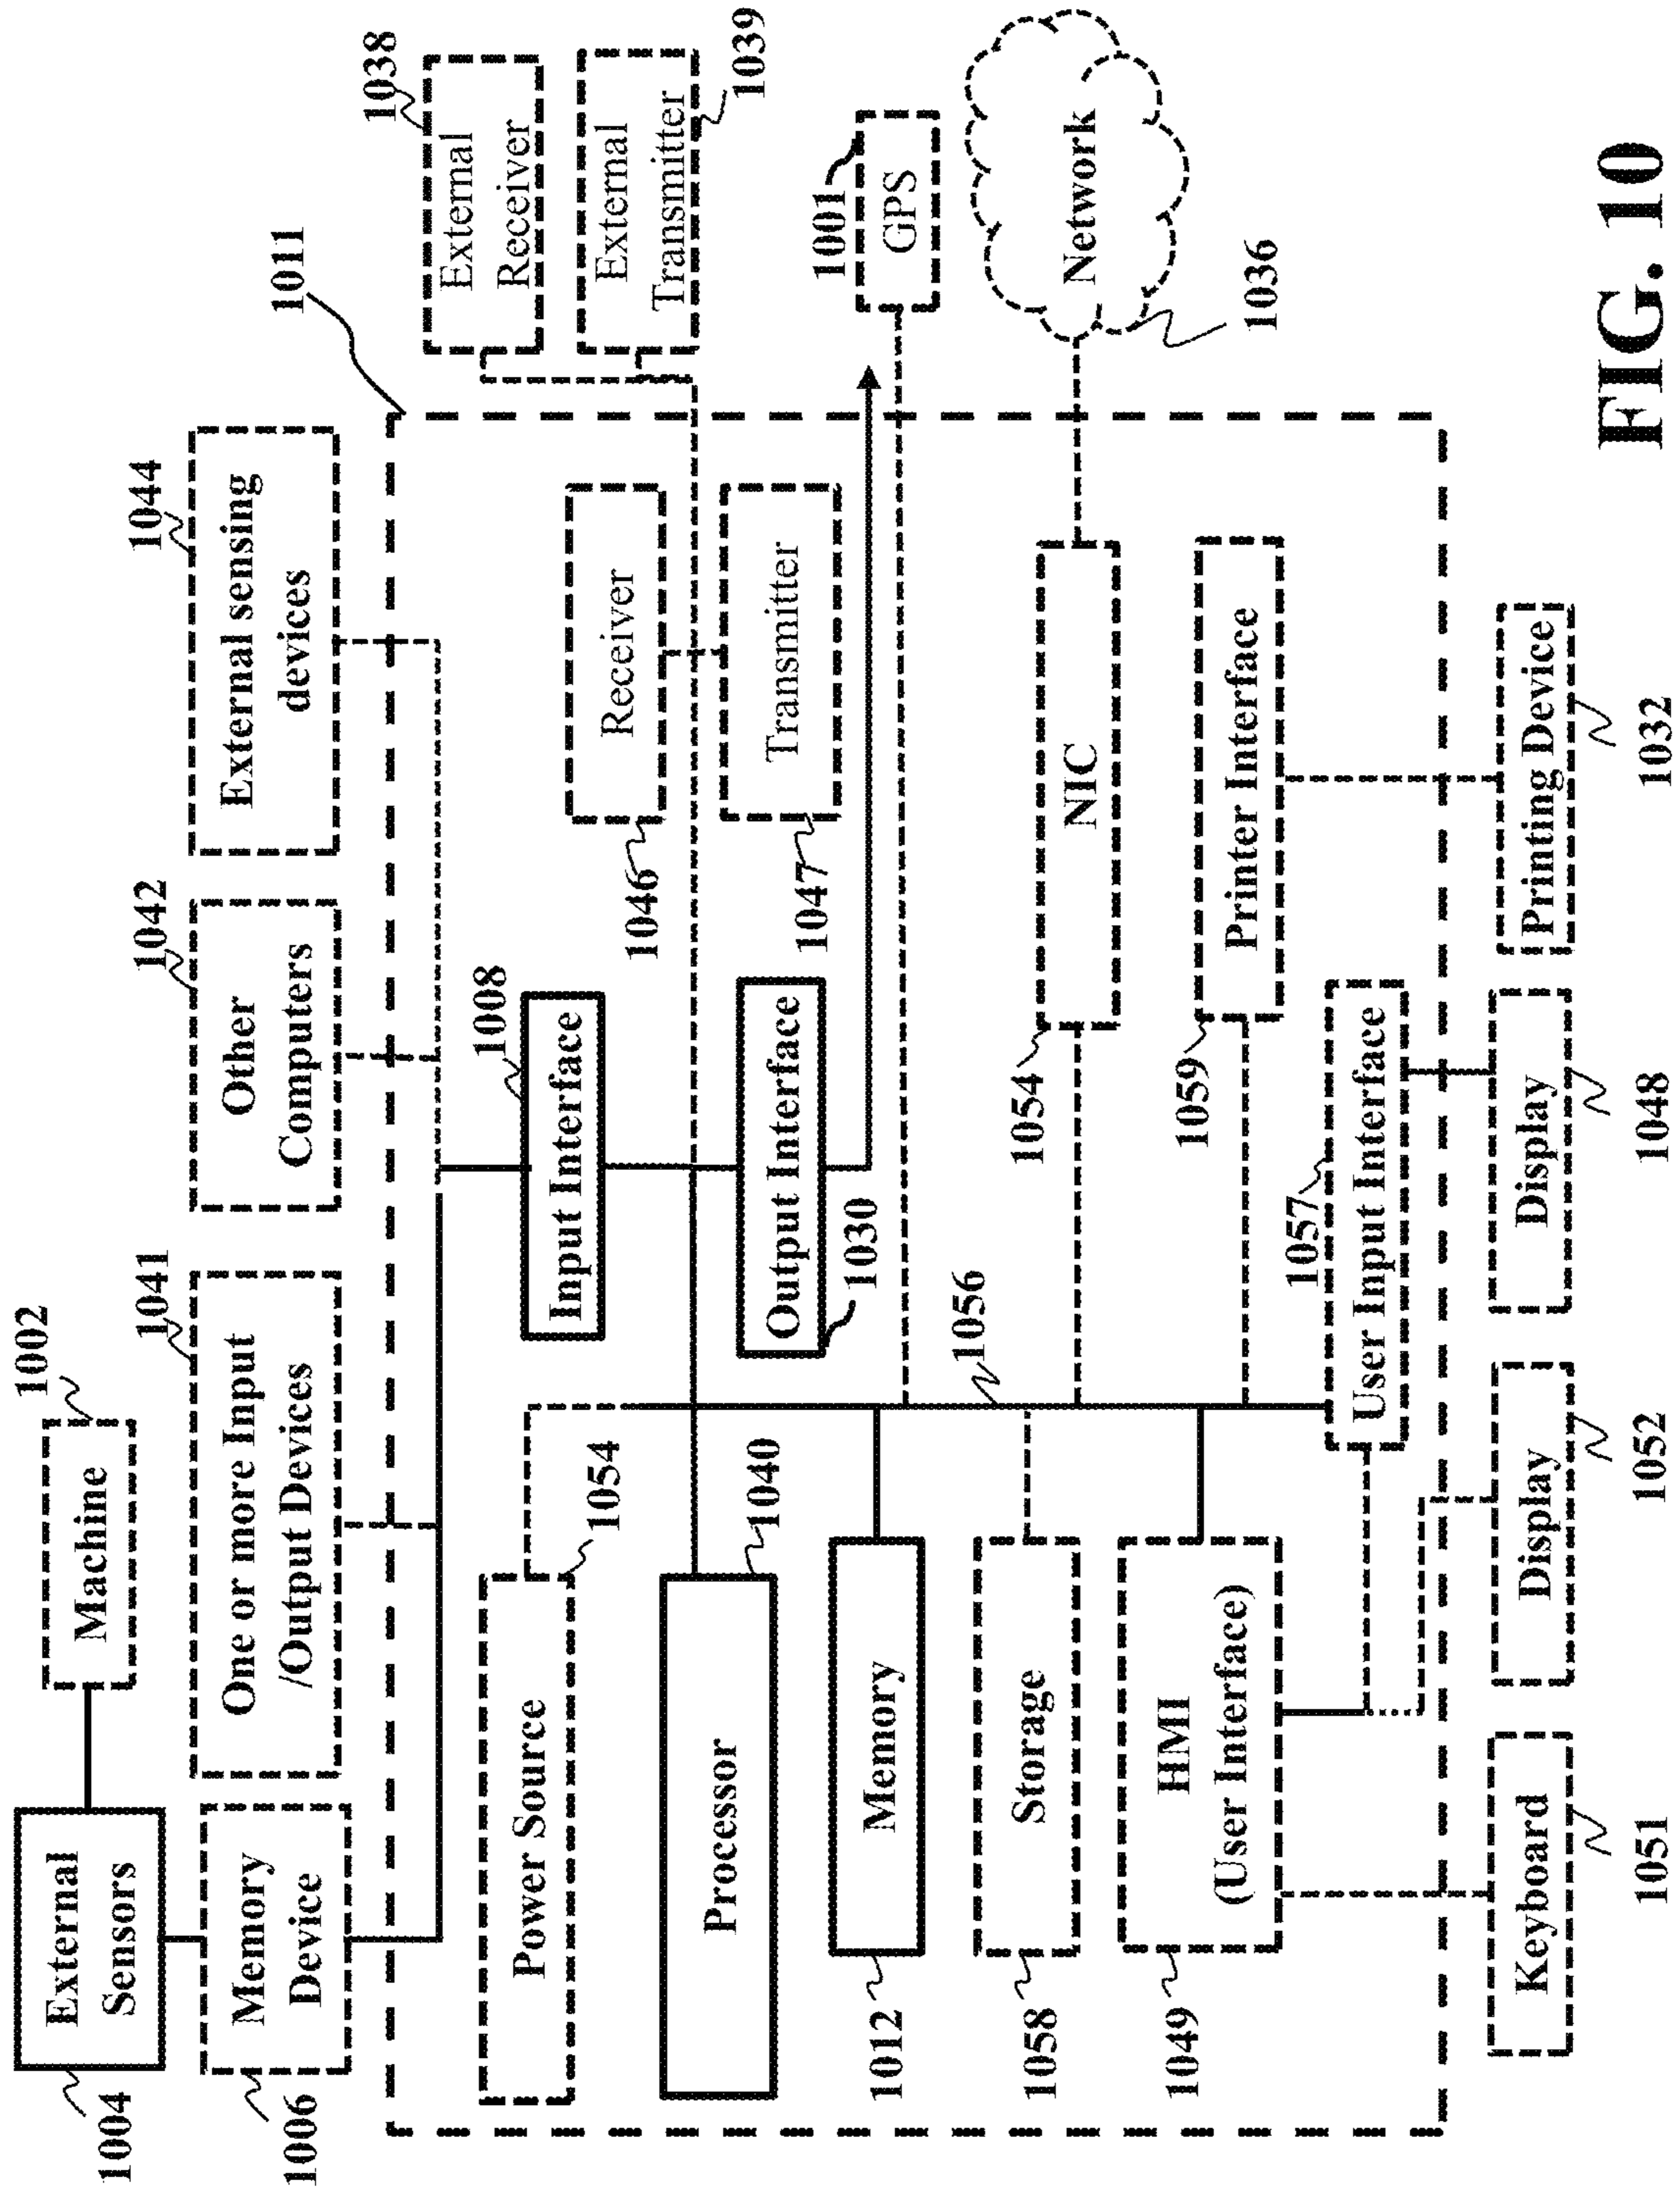 1002
Machine
External
Sensors
1004
1041
One or more Input
/Output Devices
1042
Other
Computers
1044
External sensing
devices
Memory
Device
1006
1011
1038
External
Receiver
External
Transmitter
1039
1008
Input Interface
Receiver
1046
Power Source
1054
Processor
1040
Output Interface
1030
Transmitter
1047
1001
GPS
Memory
1012
1056
1054
NIC
Network
1036
Storage
1058
1059
Printer Interface
HMI
(User Interface)
1049
1057
User Input Interface
Keyboard
1051
Display
1052
Display
1048
Printing Device
1032
FIG. 10